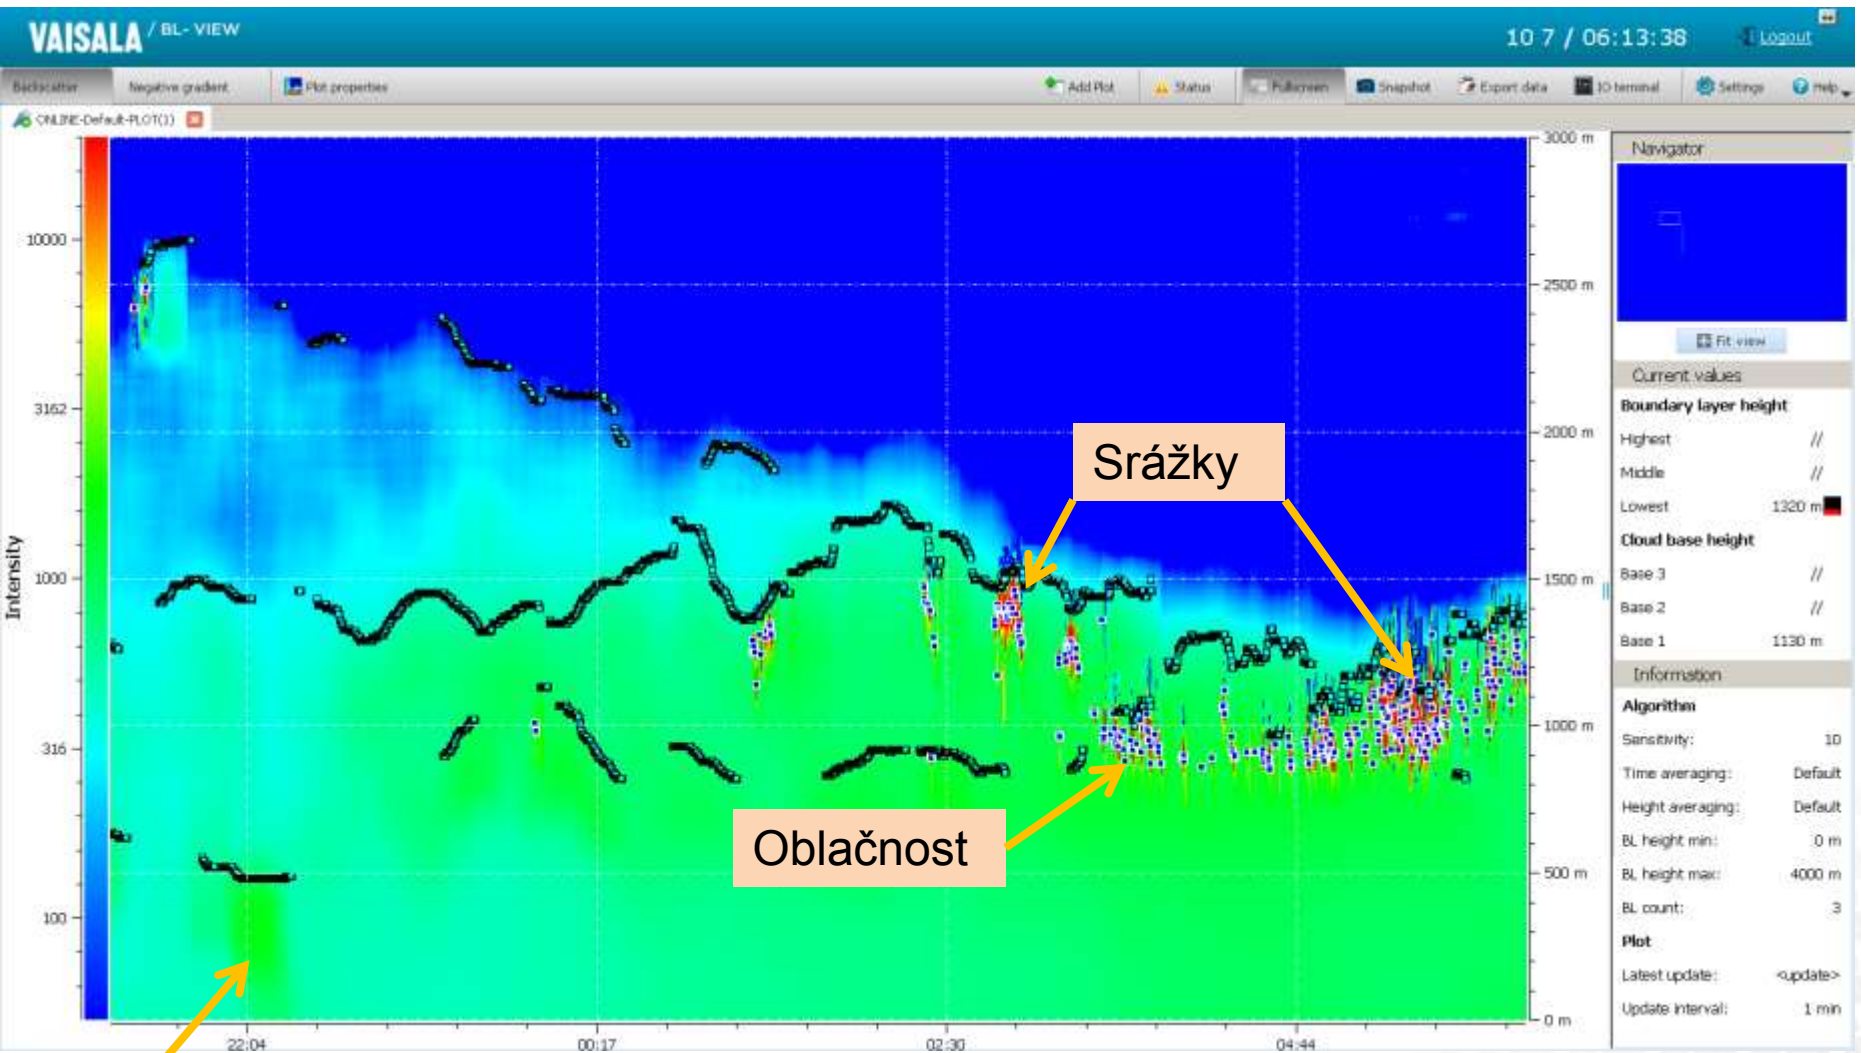 VAISALA / BL- VIEW
10 7 / 06:13:38
Logout
Backscatter
Negative gradient
Plot properties
Add Plot
Status
Fullscreen
Snapshot
Export data
IO terminal
Settings
Help
ONLINE-Default-PLOT(1)
Intensity
10000
3162
1000
316
100
3000 m
2500 m
2000 m
1500 m
1000 m
500 m
0 m
22:04
00:17
02:30
04:44
Srážky
Oblačnost
Navigator
Fit view
Current values
Boundary layer height
Highest //
Middle //
Lowest 1320 m
Cloud base height
Base 3 //
Base 2 //
Base 1 1130 m
Information
Algorithm
Sensitivity: 10
Time averaging: Default
Height averaging: Default
BL height min: 0 m
BL height max: 4000 m
BL count: 3
Plot
Latest update: <update>
Update interval: 1 min